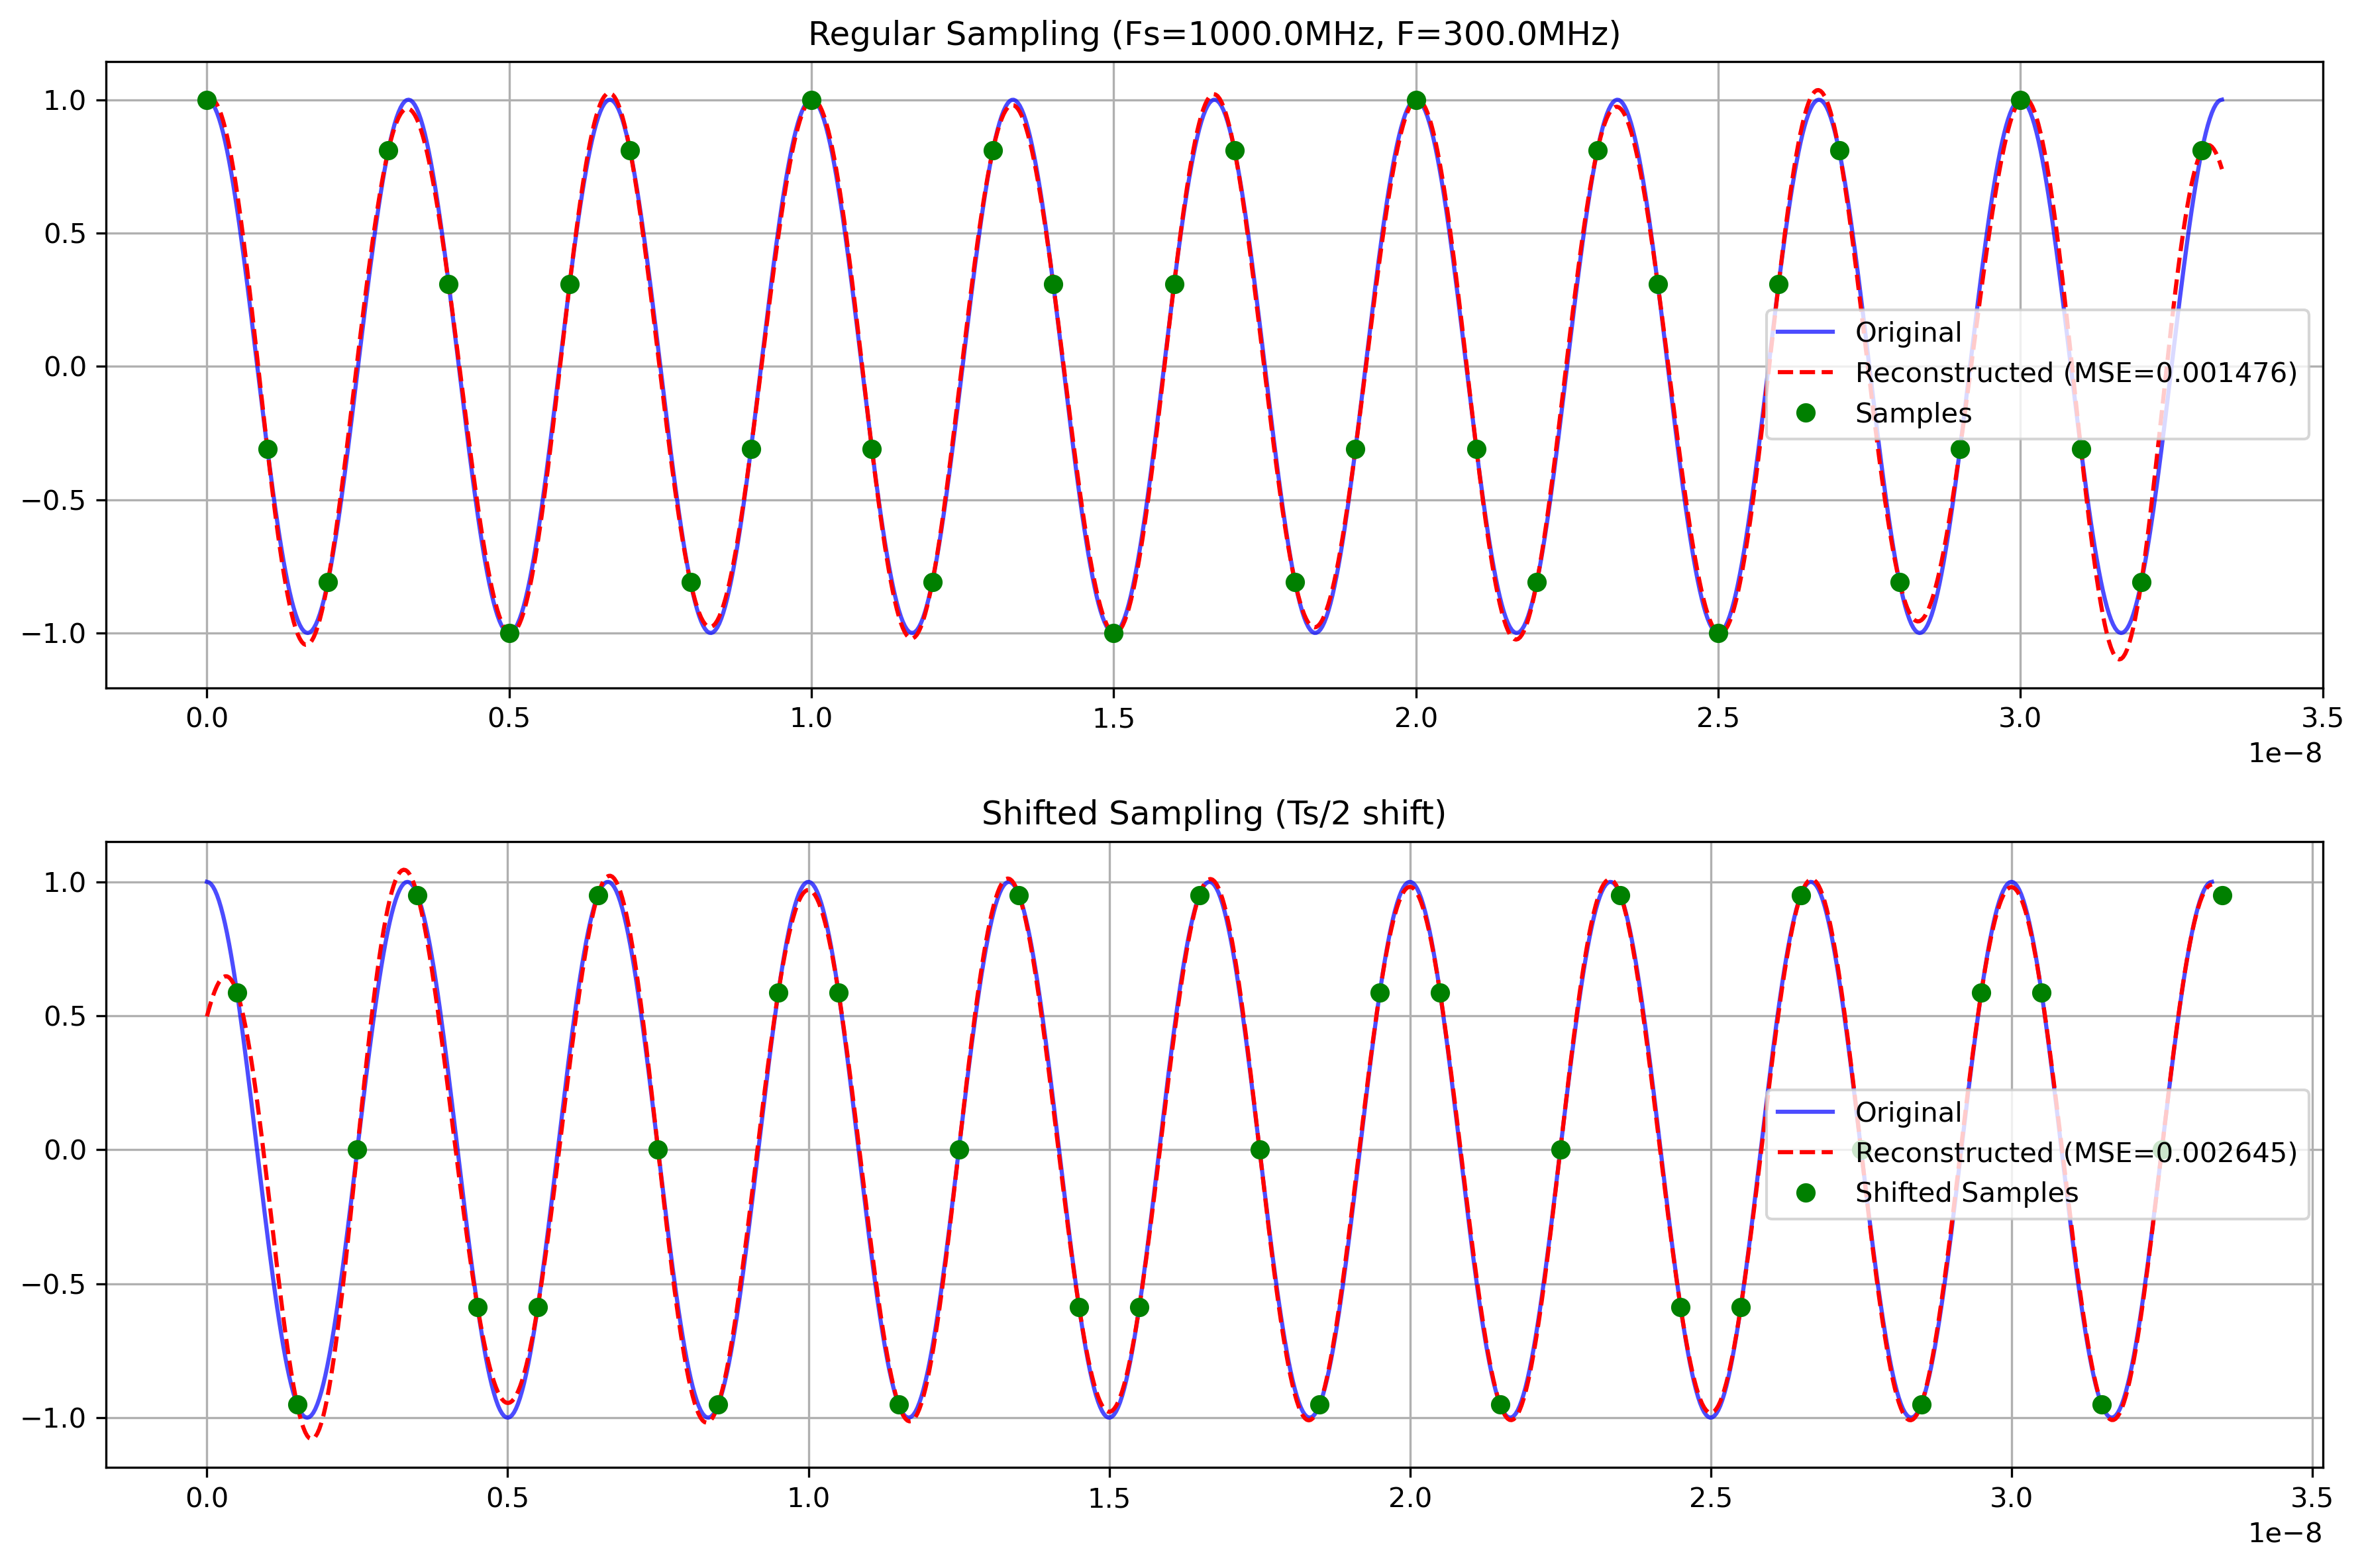 Regular Sampling (Fs=1000.0MHz, F=300.0MHz)
1.0
0.5
0.0
−0.5
−1.0
Original
Reconstructed (MSE=0.001476)
Samples
0.0 0.5 1.0 1.5 2.0 2.5 3.0 3.5
1e−8
Shifted Sampling (Ts/2 shift)
1.0
0.5
0.0
−0.5
−1.0
Original
Reconstructed (MSE=0.002645)
Shifted Samples
0.0 0.5 1.0 1.5 2.0 2.5 3.0 3.5
1e−8